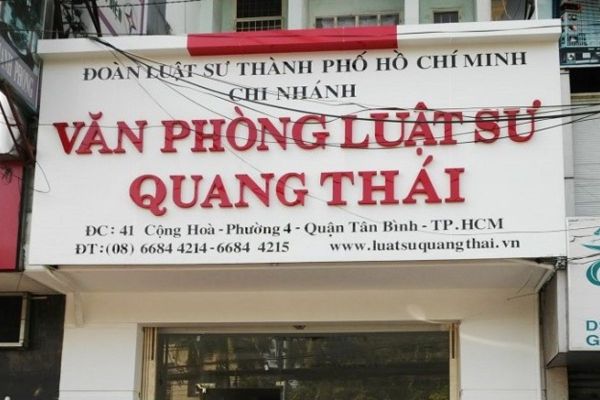 ĐOÀN LUẬT SƯ THÀNH PHỐ HỒ CHÍ MINH
CHI NHÁNH
VĂN PHÒNG LUẬT SƯ
QUANG THÁI
ĐC: 41 Cộng Hoà - Phường 4 - Quận Tân Bình - TP.HCM
ĐT: (08) 6684 4214 - 6684 4215 www.luatsuquangthai.vn